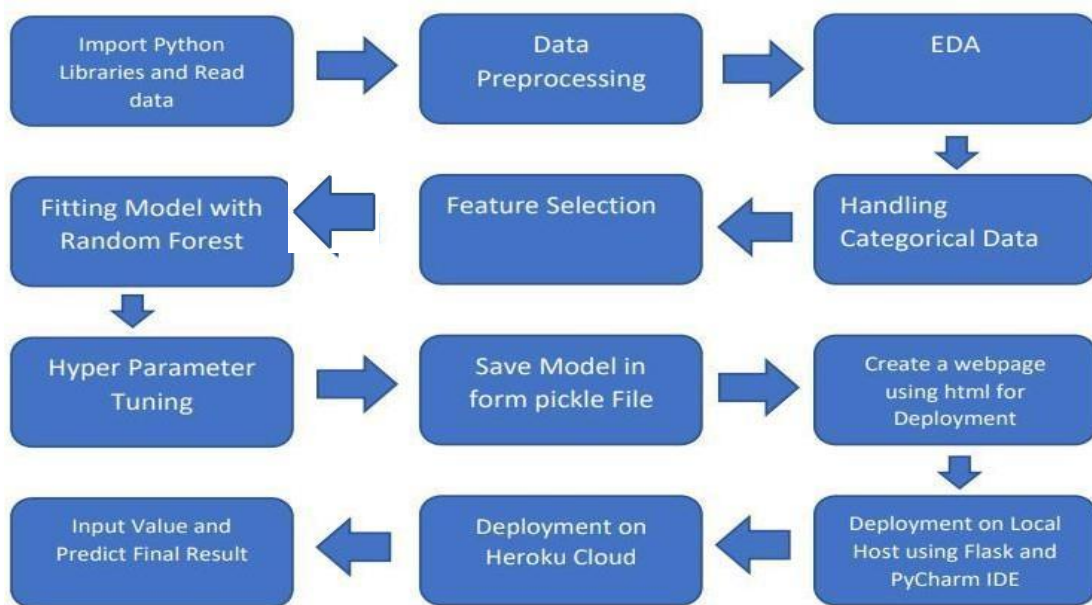 Import Python
Libraries and Read
data
Data
Preprocessing
EDA
Handling
Categorical Data
Feature Selection
Fitting Model with
Random Forest
Hyper Parameter
Tuning
Save Model in
form pickle File
Create a webpage
using html for
Deployment
Deployment on Local
Host using Flask and
PyCharm IDE
Deployment on
Heroku Cloud
Input Value and
Predict Final Result